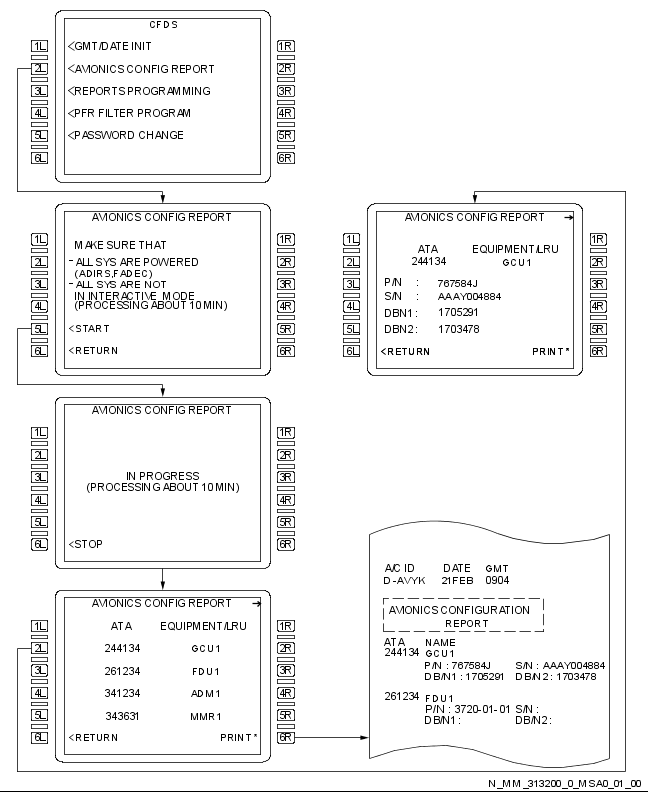 CFDS
1L <GMT/DATE INIT 1R
2L <AVIONICS CONFIG REPORT 2R
3L <REPORTS PROGRAMMING 3R
4L <PFR FILTER PROGRAM 4R
5L <PASSWORD CHANGE 5R
6L 6R
AVIONICS CONFIG REPORT
1L MAKE SURE THAT 1R
2L - ALL SYS ARE POWERED 2R
(ADIRS,FADEC)
3L - ALL SYS ARE NOT 3R
IN INTERACTIVE MODE
4L (PROCESSING ABOUT 10 MIN) 4R
5L <START 5R
6L <RETURN 6R
AVIONICS CONFIG REPORT →
1L 1R
ATA EQUIPMENT/LRU
2L 244134 GCU1 2R
3L P/N : 767584J 3R
S/N : AAAY004884
4L DBN1 : 1705291 4R
5L DBN2 : 1703478 5R
6L <RETURN PRINT* 6R
AVIONICS CONFIG REPORT
1L 1R
2L 2R
3L IN PROGRESS 3R
(PROCESSING ABOUT 10 MIN)
4L 4R
5L 5R
6L <STOP 6R
AVIONICS CONFIG REPORT →
1L ATA EQUIPMENT/LRU 1R
2L 244134 GCU1 2R
3L 261234 FDU1 3R
4L 341234 ADM1 4R
5L 343631 MMR1 5R
6L <RETURN PRINT* 6R
A/C ID DATE GMT
D-AVYK 21FEB 0904
AVIONICS CONFIGURATION
REPORT
ATA NAME
244134 GCU1
P/N : 767584J S/N : AAAY004884
DB/N1 : 1705291 DB/N2 : 1703478
261234 FDU1
P/N : 3720-01-01 S/N :
DB/N1 : DB/N2 :
N_MM_313200_0_MSA0_01_00